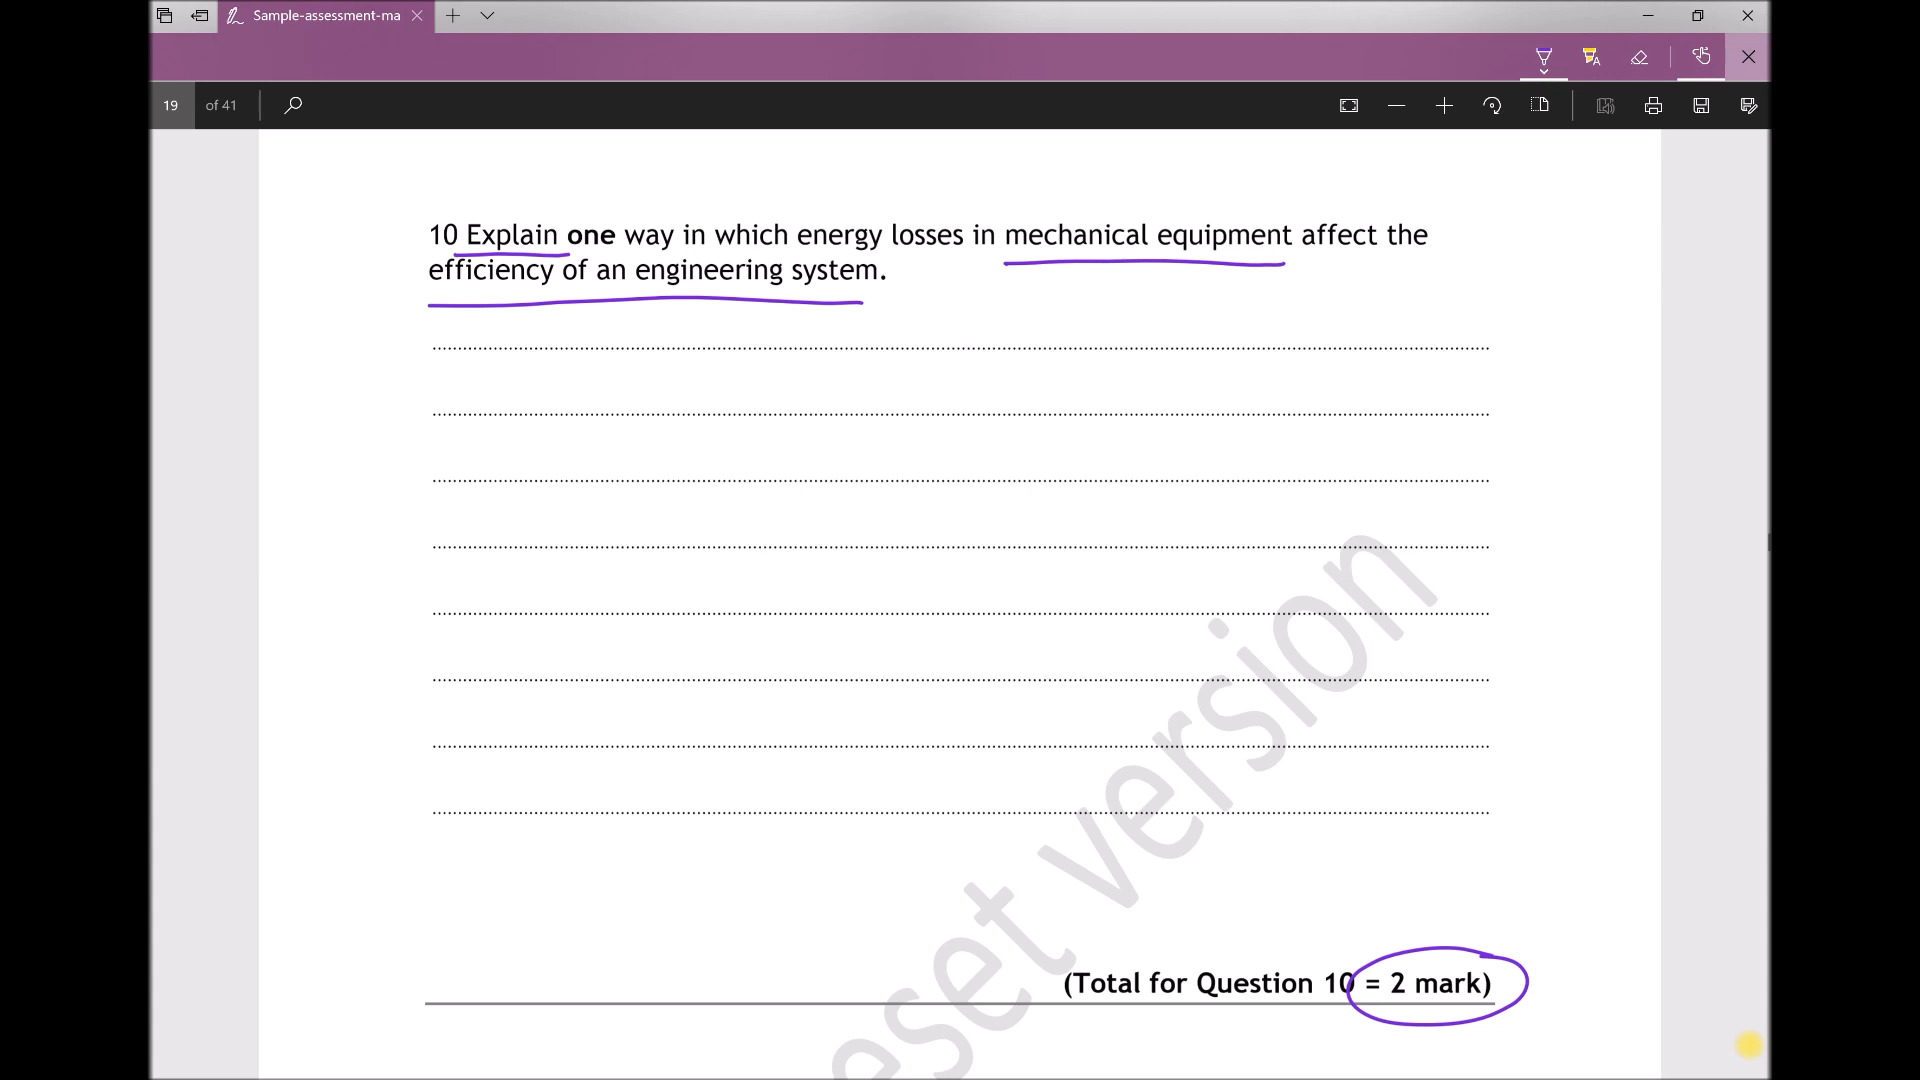 Sample-assessment-ma
19 of 41
10 Explain one way in which energy losses in mechanical equipment affect the
efficiency of an engineering system.
(Total for Question 10 = 2 mark)
eset version